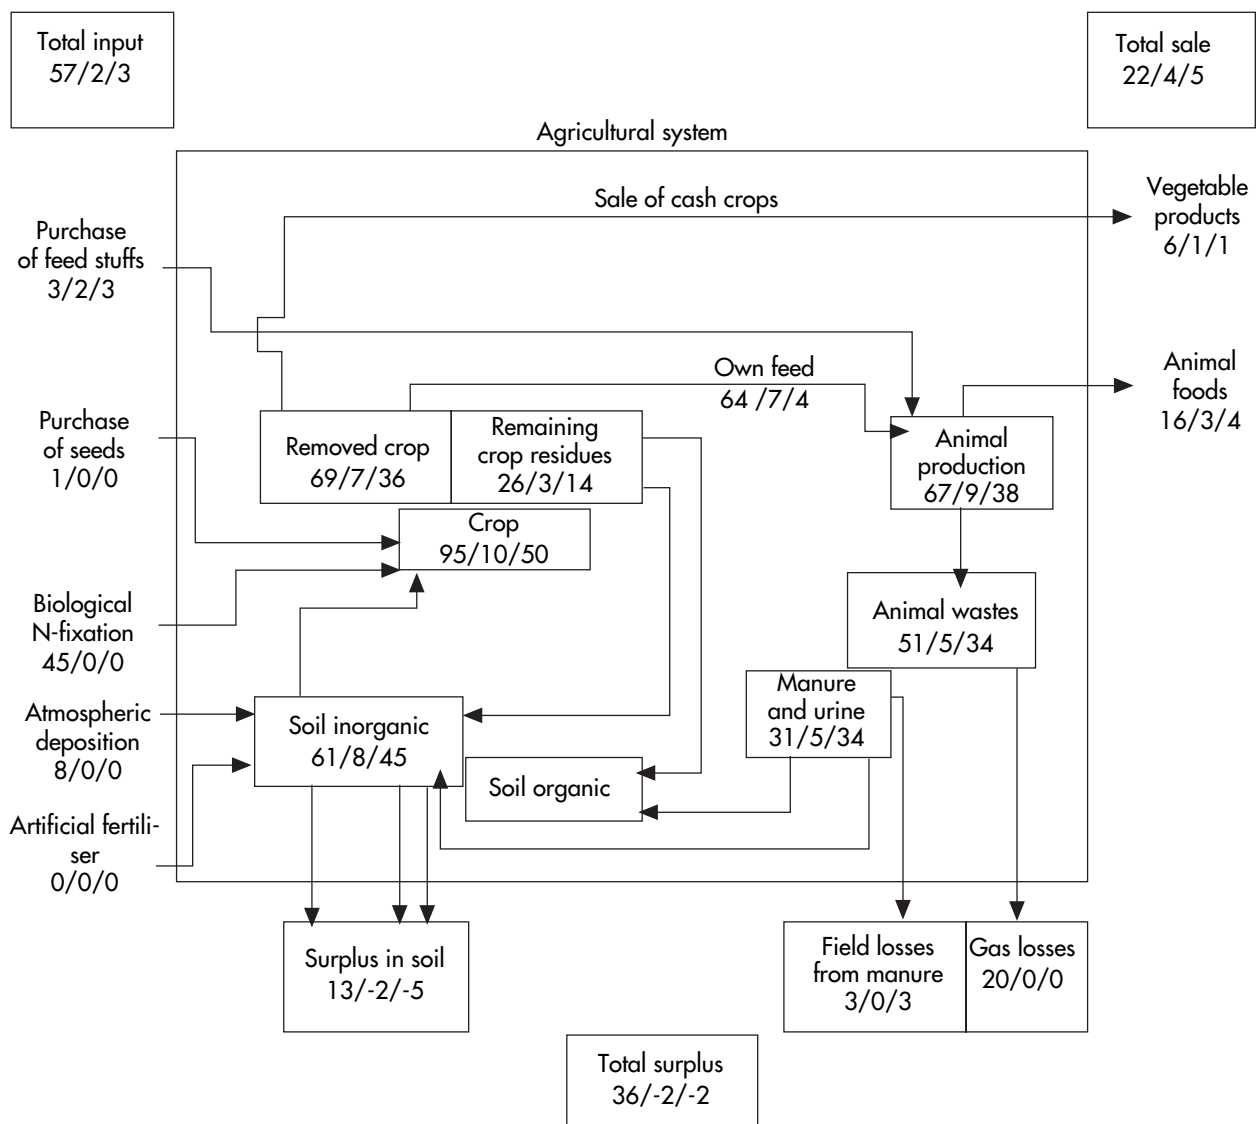 Total input
57/2/3
Total sale
22/4/5
Agricultural system
Sale of cash crops
Vegetable
products
6/1/1
Purchase
of feed stuffs
3/2/3
Own feed
64 /7/4
Animal
foods
16/3/4
Purchase
of seeds
1/0/0
Removed crop
69/7/36
Remaining
crop residues
26/3/14
Animal
production
67/9/38
Crop
95/10/50
Biological
N-fixation
45/0/0
Animal wastes
51/5/34
Atmospheric
deposition
8/0/0
Soil inorganic
61/8/45
Manure
and urine
31/5/34
Soil organic
Artificial fertili-
ser
0/0/0
Surplus in soil
13/-2/-5
Field losses
from manure
3/0/3
Gas losses
20/0/0
Total surplus
36/-2/-2